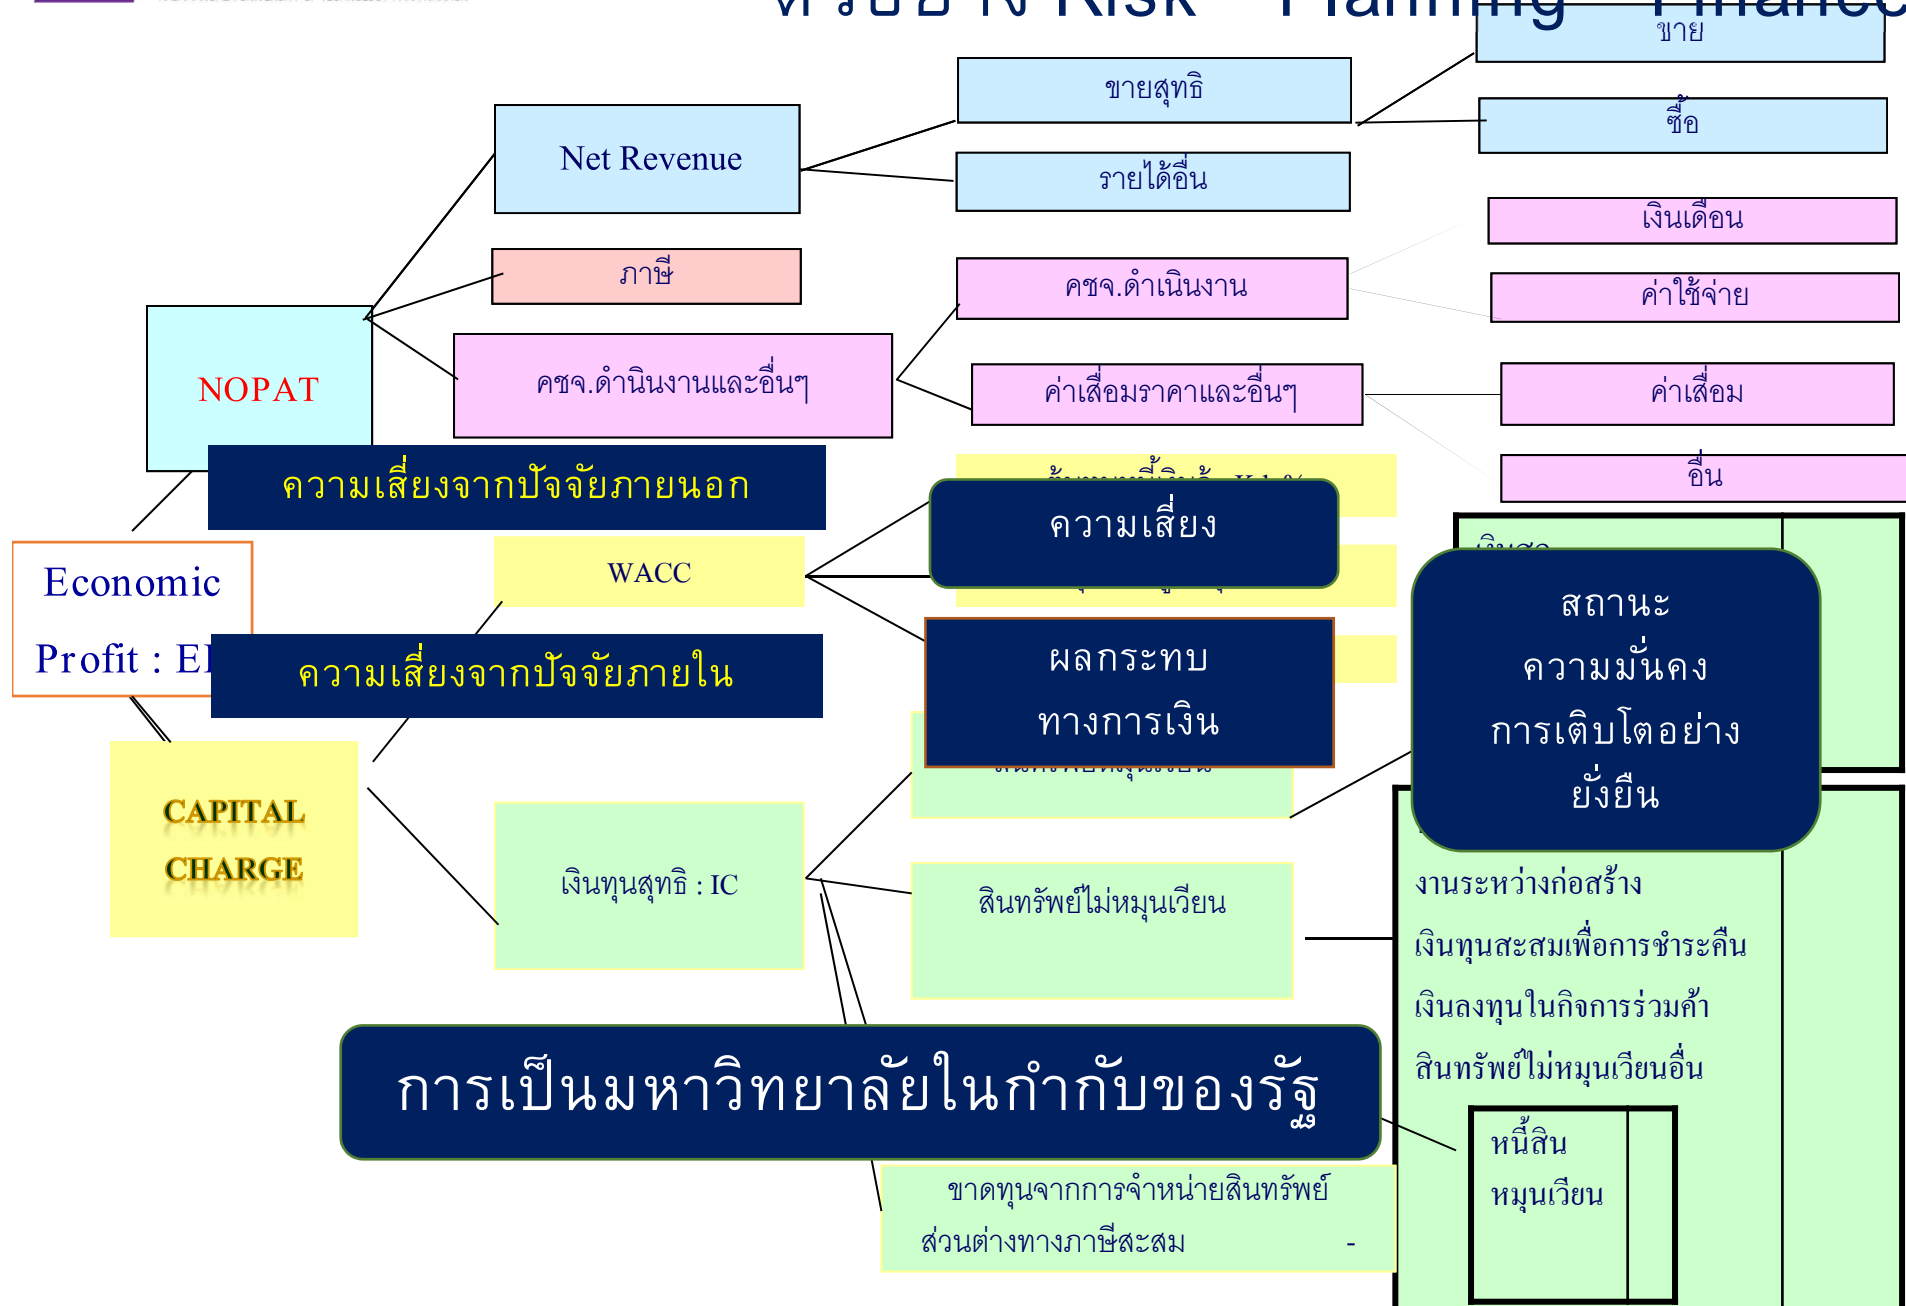 Risk Planning Finance
ขาย
ขายสุทธิ
ซื้อ
Net Revenue
รายได้อื่น
เงินเดือน
ภาษี
คชจ.ดำเนินงาน
ค่าใช้จ่าย
NOPAT
คชจ.ดำนินงานและอื่นๆ
ค่าเสื่อมราคาและอื่นๆ
ค่าเสื่อม
อื่น
ความเสี่ยงจากปัจจัยภายนอก
ความเสี่ยง
WACC
Economic
Profit :
ความเสี่ยงจากปัจจัยภายใน
ผลกระทบ
ทางการเงิน
สถานะ
ความมั่นคง
การเติบโตอย่าง
ยั่งยืน
CAPITAL
CHARGE
เงินทุนสุทธิ : IC
สินทรัพย์ไม่หมุนเวียน
งานระหว่างก่อสร้าง
เงินทุนสะสมเพื่อการชำระคืน
เงินลงทุนในกิจการร่วมค้า
สินทรัพย์ไม่หมุนเวียนอื่น
การเป็นมหาวิทยาลัยในกำกับของรัฐ
หนี้สิน
หมุนเวียน
ขาดทุนจากการจำหน่ายสินทรัพย์
ส่วนต่างทางภาษีสะสม -